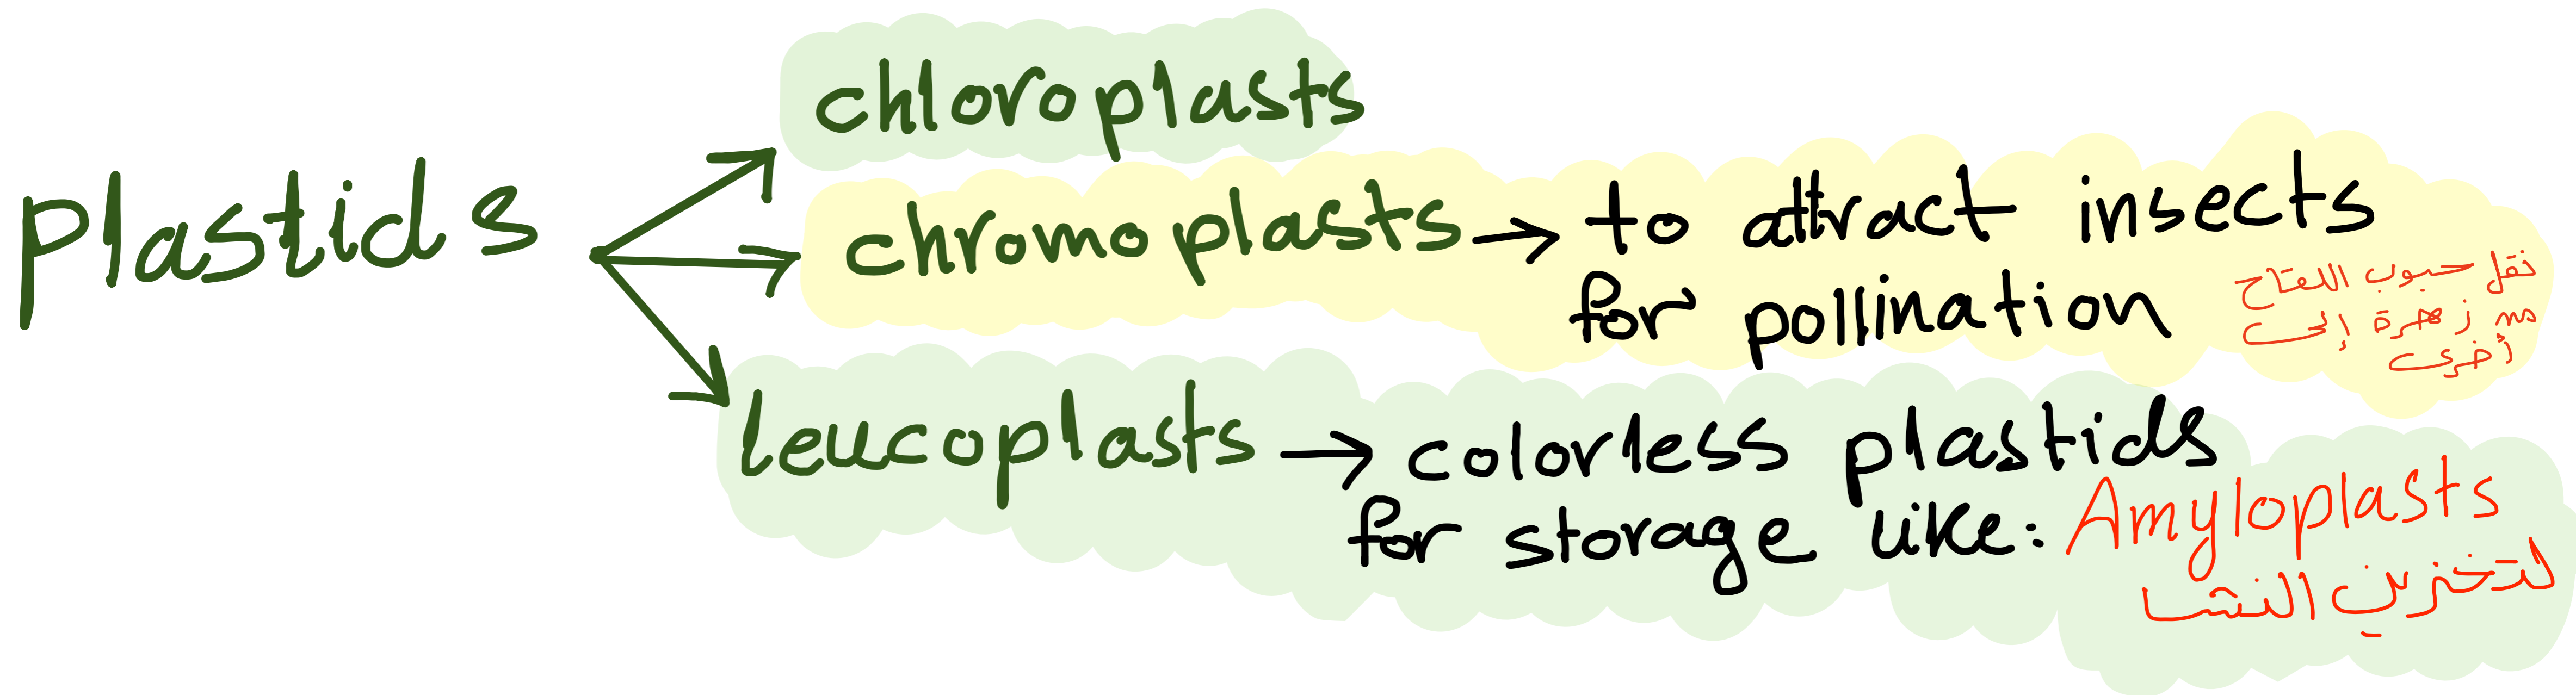 plastids
chloroplasts
chromoplasts → to attract insects
for pollination
نقل حبوب اللقاح
من زهرة إلى
أخرى
leucoplasts → colorless plastids
for storage like: Amyloplasts
لتخزين النشا